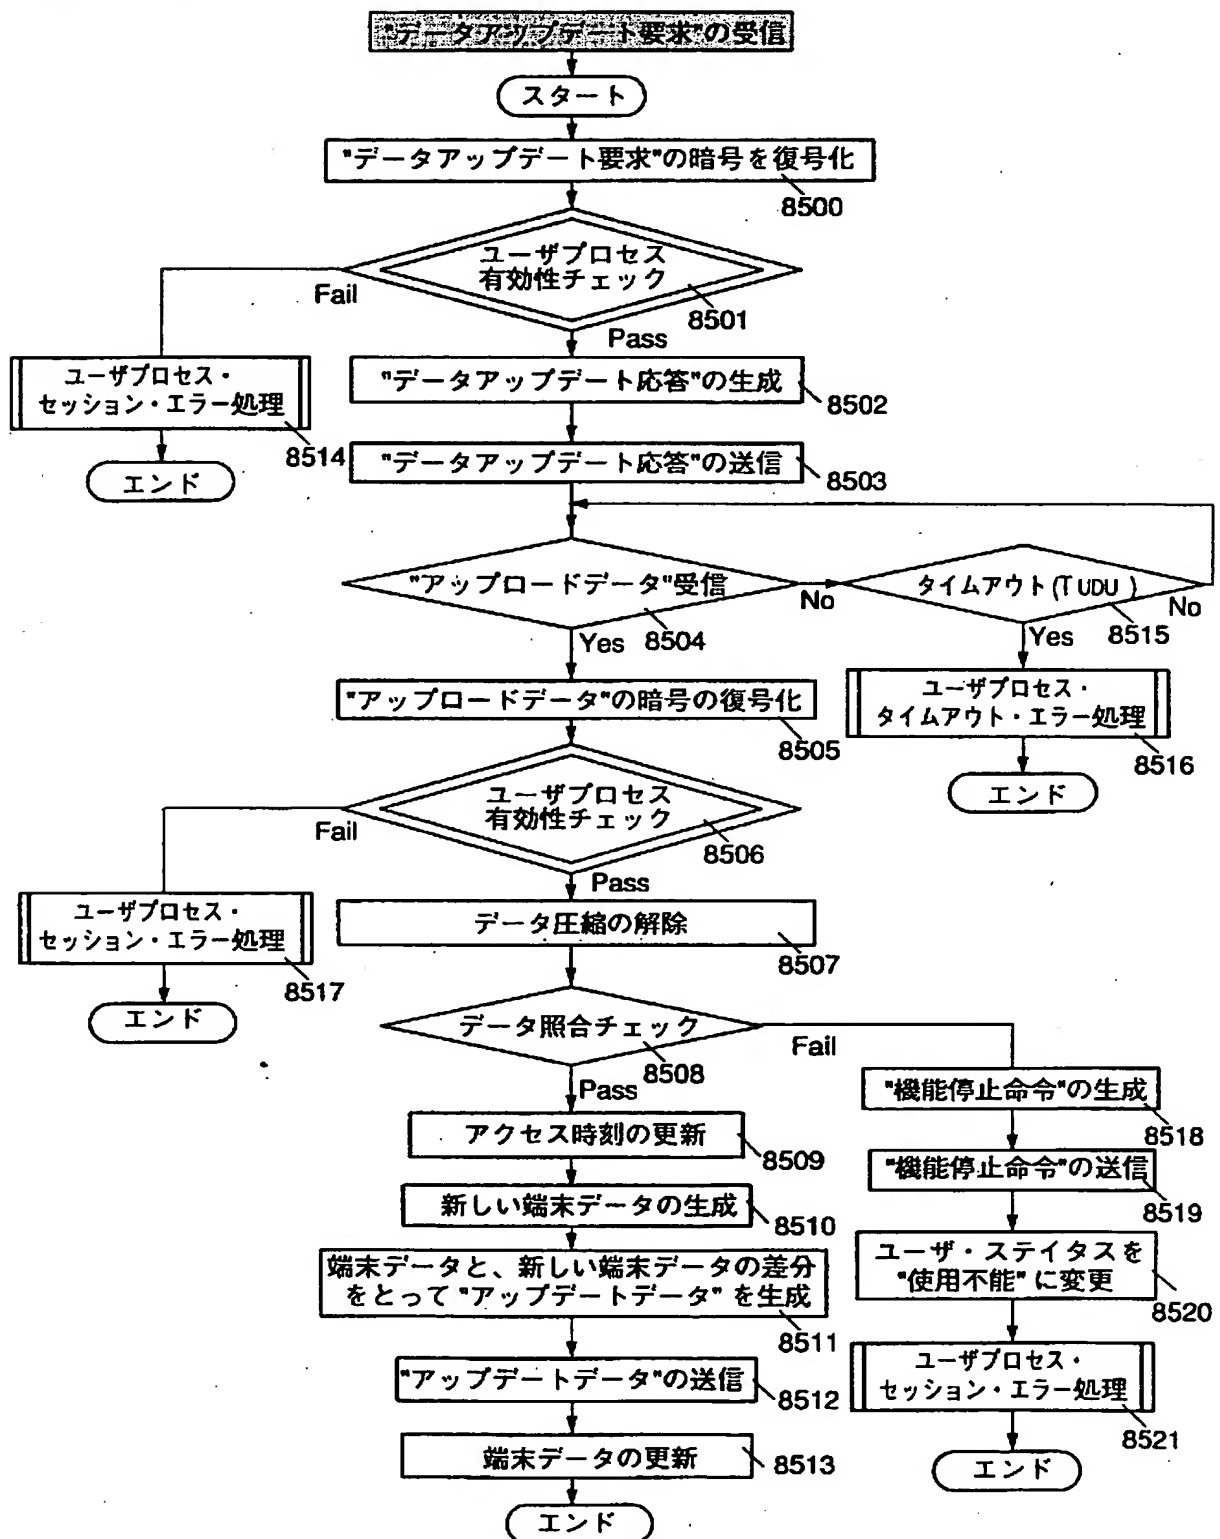 "データアップデート要求"の受信
スタート
"データアップデート要求"の暗号を復号化
8500
ユーザプロセス
有効性チェック
8501
Fail
Pass
ユーザプロセス・
セッション・エラー処理
8514
エンド
"データアップデート応答"の生成
8502
"データアップデート応答"の送信
8503
"アップロードデータ"受信
8504
No
Yes
タイムアウト(TUDU)
8515
No
Yes
"アップロードデータ"の暗号の復号化
8505
ユーザプロセス・
タイムアウト・エラー処理
8516
エンド
ユーザプロセス
有効性チェック
8506
Fail
Pass
ユーザプロセス・
セッション・エラー処理
8517
エンド
データ圧縮の解除
8507
データ照合チェック
8508
Fail
Pass
"機能停止命令"の生成
8518
アクセス時刻の更新
8509
"機能停止命令"の送信
8519
新しい端末データの生成
8510
ユーザ・ステイタスを
"使用不能"に変更
8520
端末データと、新しい端末データの差分
をとって"アップデートデータ"を生成
8511
ユーザプロセス・
セッション・エラー処理
8521
"アップデートデータ"の送信
8512
端末データの更新
8513
エンド
エンド